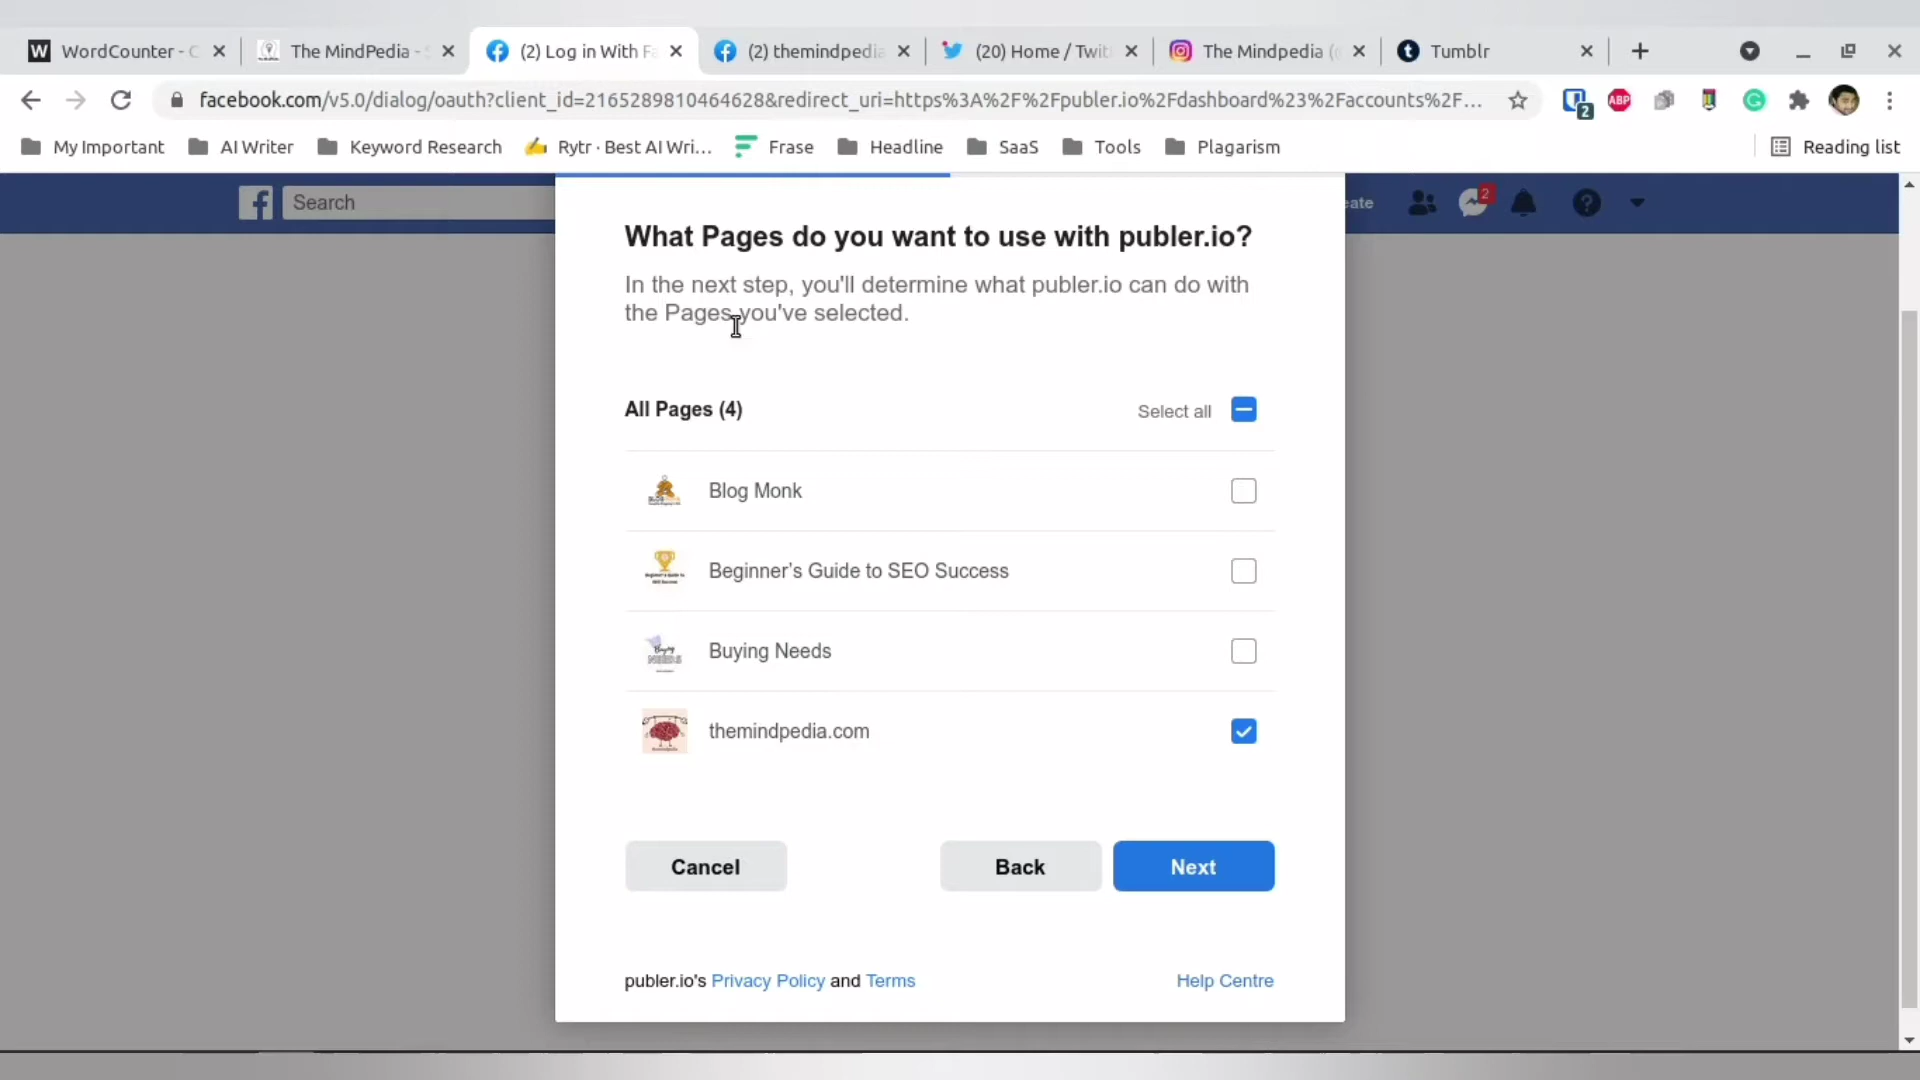 W WordCounter - C
The MindPedia - S
(2) Log in With Fa
(2) themindpedia
(20) Home / Twit
The Mindpedia (
Tumblr
facebook.com/v5.0/dialog/oauth?client_id=2165289810464628&redirect_uri=https%3A%2F%2Fpubler.io%2Fdashboard%23%2Faccounts%2F...
2
ABP
My Important
AI Writer
Keyword Research
Rytr · Best AI Wri...
Frase
Headline
SaaS
Tools
Plagarism
Reading list
Search
eate
2
What Pages do you want to use with publer.io?
In the next step, you'll determine what publer.io can do with
the Pages you've selected.
All Pages (4)
Select all
Blog Monk
Beginner's Guide to SEO Success
Buying Needs
themindpedia.com
Cancel
Back
Next
publer.io's Privacy Policy and Terms
Help Centre